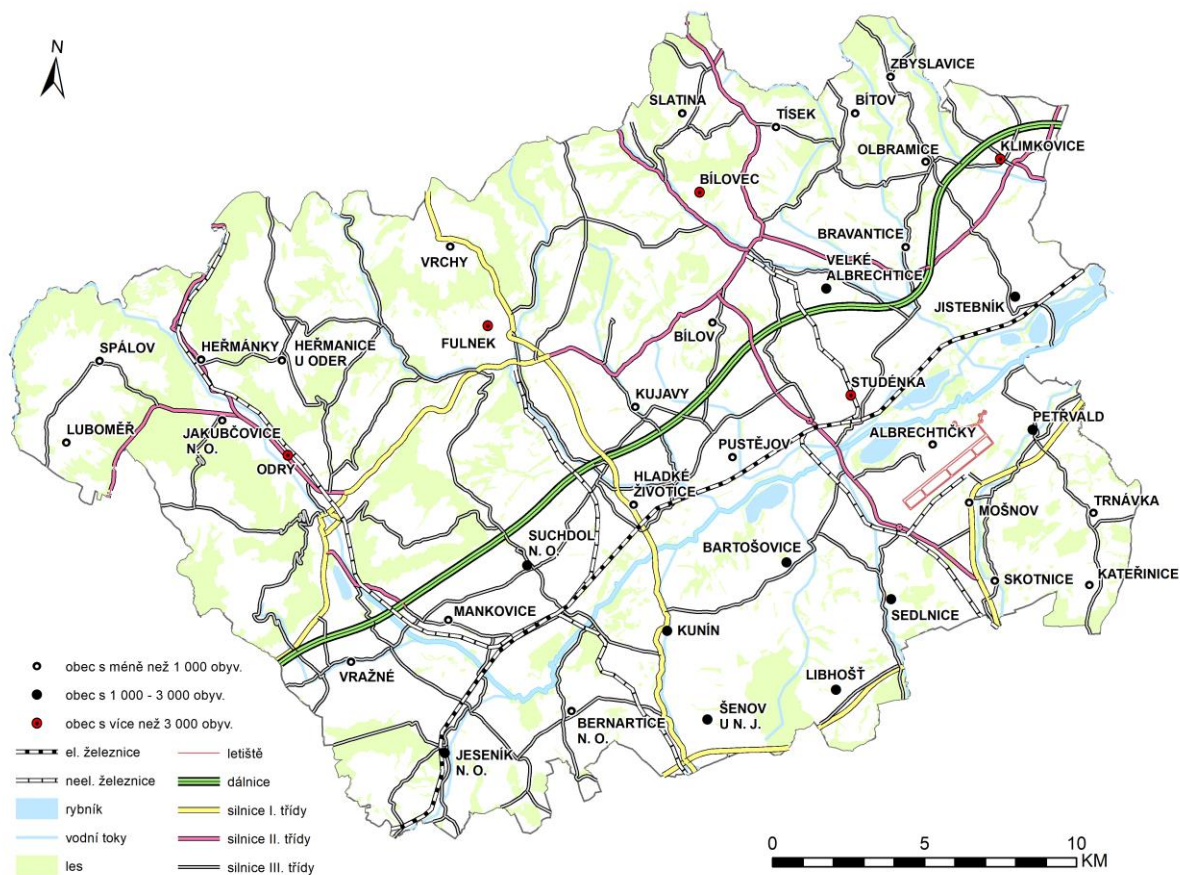 N
ZBYSLAVICE
SLATINA
BÍTOV
TÍSEK
OLBRAMICE
KLIMKOVICE
BÍLOVEC
BRAVANTICE
VRCHY
VELKÉ
ALBRECHTICE
JISTEBNÍK
FULNEK
BÍLOV
HEŘMÁNKY
HEŘMANICE
U ODER
SPÁLOV
STUDÉNKA
KUJAVY
LUBOMĚŘ
JAKUBČOVICE
N. O.
PETŘVALD
ALBRECHTIČKY
PUSTĚJOV
ODRY
HLADKÉ
ŽIVOTICE
MOŠNOV
TRNÁVKA
SUCHDOL
N. O.
BARTOŠOVICE
SKOTNICE
KATEŘINICE
SEDLNICE
MANKOVICE
KUNÍN
VRAŽNÉ
LIBHOŠŤ
BERNARTICE
N. O.
ŠENOV
U N. J.
JESENÍK
N. O.
obec s méně než 1 000 obyv.
obec s 1 000 - 3 000 obyv.
obec s více než 3 000 obyv.
el. železnice
letiště
neel. železnice
dálnice
rybník
silnice I. třídy
vodní toky
silnice II. třídy
les
silnice III. třídy
0 5 10
KM